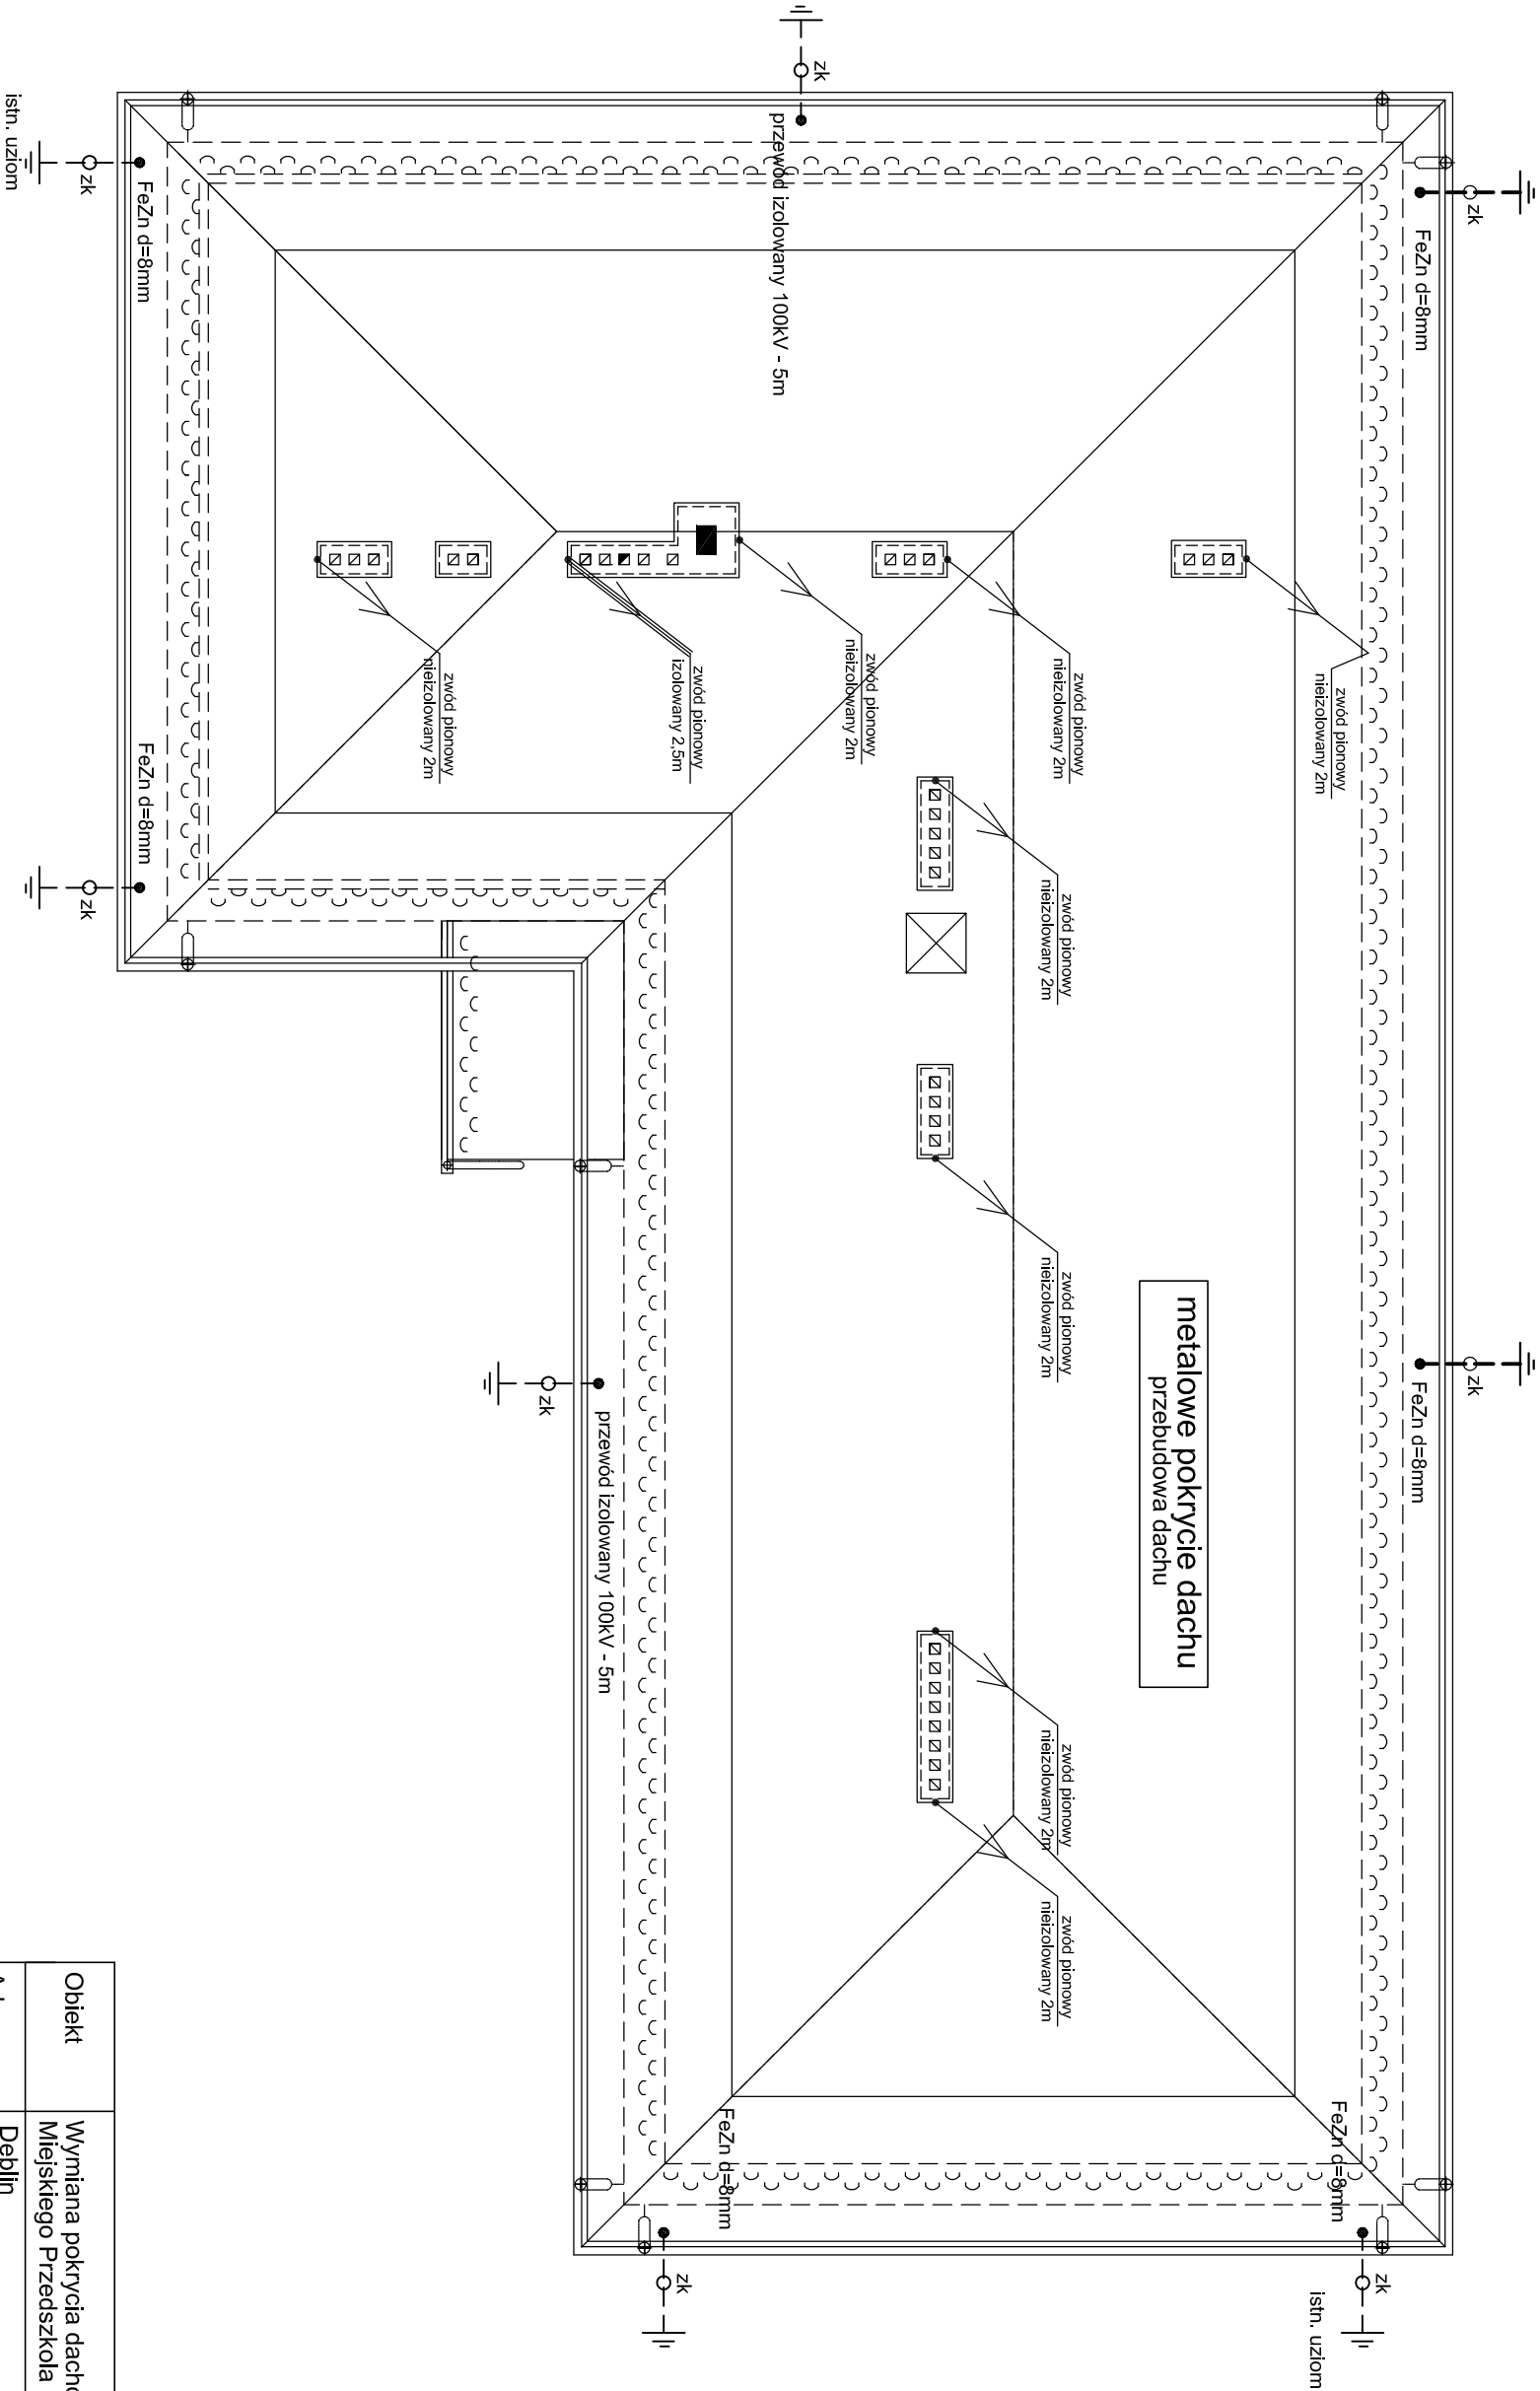 zk
zk
FeZn d=8mm
FeZn d=8mm
zk
zwód pionowy
nieizolowany 2m
FeZn d=8mm
istn. uziom
metalowe pokrycie dachu
przebudowa dachu
zwód pionowy
nieizolowany 2m
zwód pionowy
nieizolowany 2m
zwód pionowy
nieizolowany 2m
zwód pionowy
nieizolowany 2m
zwód pionowy
nieizolowany 2m
zwód pionowy
nieizolowany 2m
zk
przewód izolowany 100kV - 5m
FeZn d=8mm
zwód pionowy
izolowany 2,5m
zk
przewód izolowany 100kV - 5m
zk
zwód pionowy
nieizolowany 2m
FeZn d=8mm
FeZn d=8mm
zk
zk
Obiekt
Wymiana pokrycia
Miejskiego Przedszkola
istn. uziom